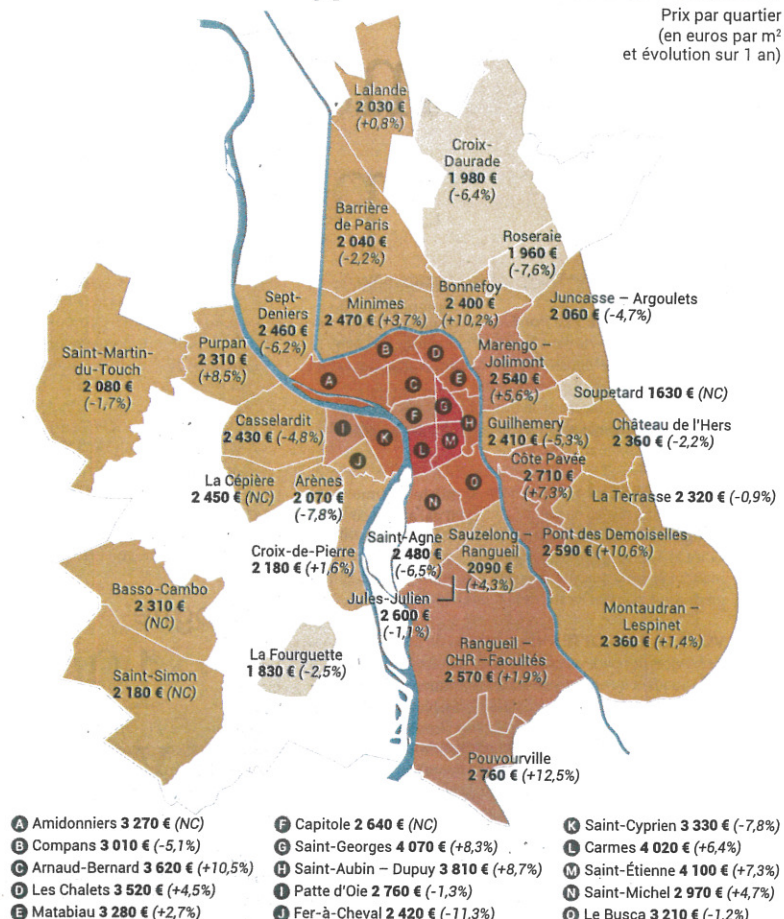 Prix par quartier
(en euros par m²
et évolution sur 1 an)
Lalande
2 030 €
(+0,8%)
Croix-
Daurade
1 980 €
(-6,4%)
Barrière
de Paris
2 040 €
(-2,2%)
Roseraie
1 960 €
(-7,6%)
Bonnefoy
2 400 €
(+10,2%)
Juncasse – Argoulets
2 060 € (-4,7%)
Sept-
Deniers
2 460 €
(-6,2%)
Minimes
2 470 € (+3,7%)
Purpan
2 310 €
(+8,5%)
Saint-Martin-
du-Touch
2 080 €
(-1,7%)
Marengo –
Jolimont
2 540 €
(+5,6%)
Soupetard 1630 € (NC)
A
B
C
D
E
F
G
H
I
J
K
L
M
N
O
Casselardit
2 430 € (-4,8%)
Guilhemery
2 410 € (-5,3%)
Château de l'Hers
2 360 € (-2,2%)
Côte Pavée
2 710 €
(+7,3%)
La Cépière
2 450 € (NC)
Arènes
2 070 €
(-7,8%)
La Terrasse 2 320 € (-0,9%)
Croix-de-Pierre
2 180 € (+1,6%)
Saint-Agne
2 480 €
(-6,5%)
Sauzelong –
Rangueil
2090 €
(+4,3%)
Pont des Demoiselles
2 590 € (+10,6%)
Jules-Julien
2 600 €
(-1,1%)
Basso-Cambo
2 310 €
(NC)
Montaudran –
Lespinet
2 360 € (+1,4%)
La Fourguette
1 830 € (-2,5%)
Rangueil –
CHR –Facultés
2 570 € (+1,9%)
Saint-Simon
2 180 € (NC)
Pouvourville
2 760 € (+12,5%)
A Amidonniers 3 270 € (NC)
B Compans 3 010 € (-5,1%)
C Arnaud-Bernard 3 620 € (+10,5%)
D Les Chalets 3 520 € (+4,5%)
E Matabiau 3 280 € (+2,7%)
F Capitole 2 640 € (NC)
G Saint-Georges 4 070 € (+8,3%)
H Saint-Aubin – Dupuy 3 810 € (+8,7%)
I Patte d'Oie 2 760 € (-1,3%)
J Fer-à-Cheval 2 420 € (-11,3%)
K Saint-Cyprien 3 330 € (-7,8%)
L Carmes 4 020 € (+6,4%)
M Saint-Étienne 4 100 € (+7,3%)
N Saint-Michel 2 970 € (+4,7%)
O Le Busca 3 210 € (-1,2%)